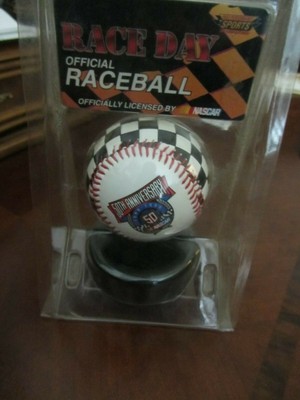 SPORTS
RACE DAY
OFFICIAL
RACEBALL
OFFICIALLY LICENSED BY NASCAR
50TH ANNIVERSARY
50